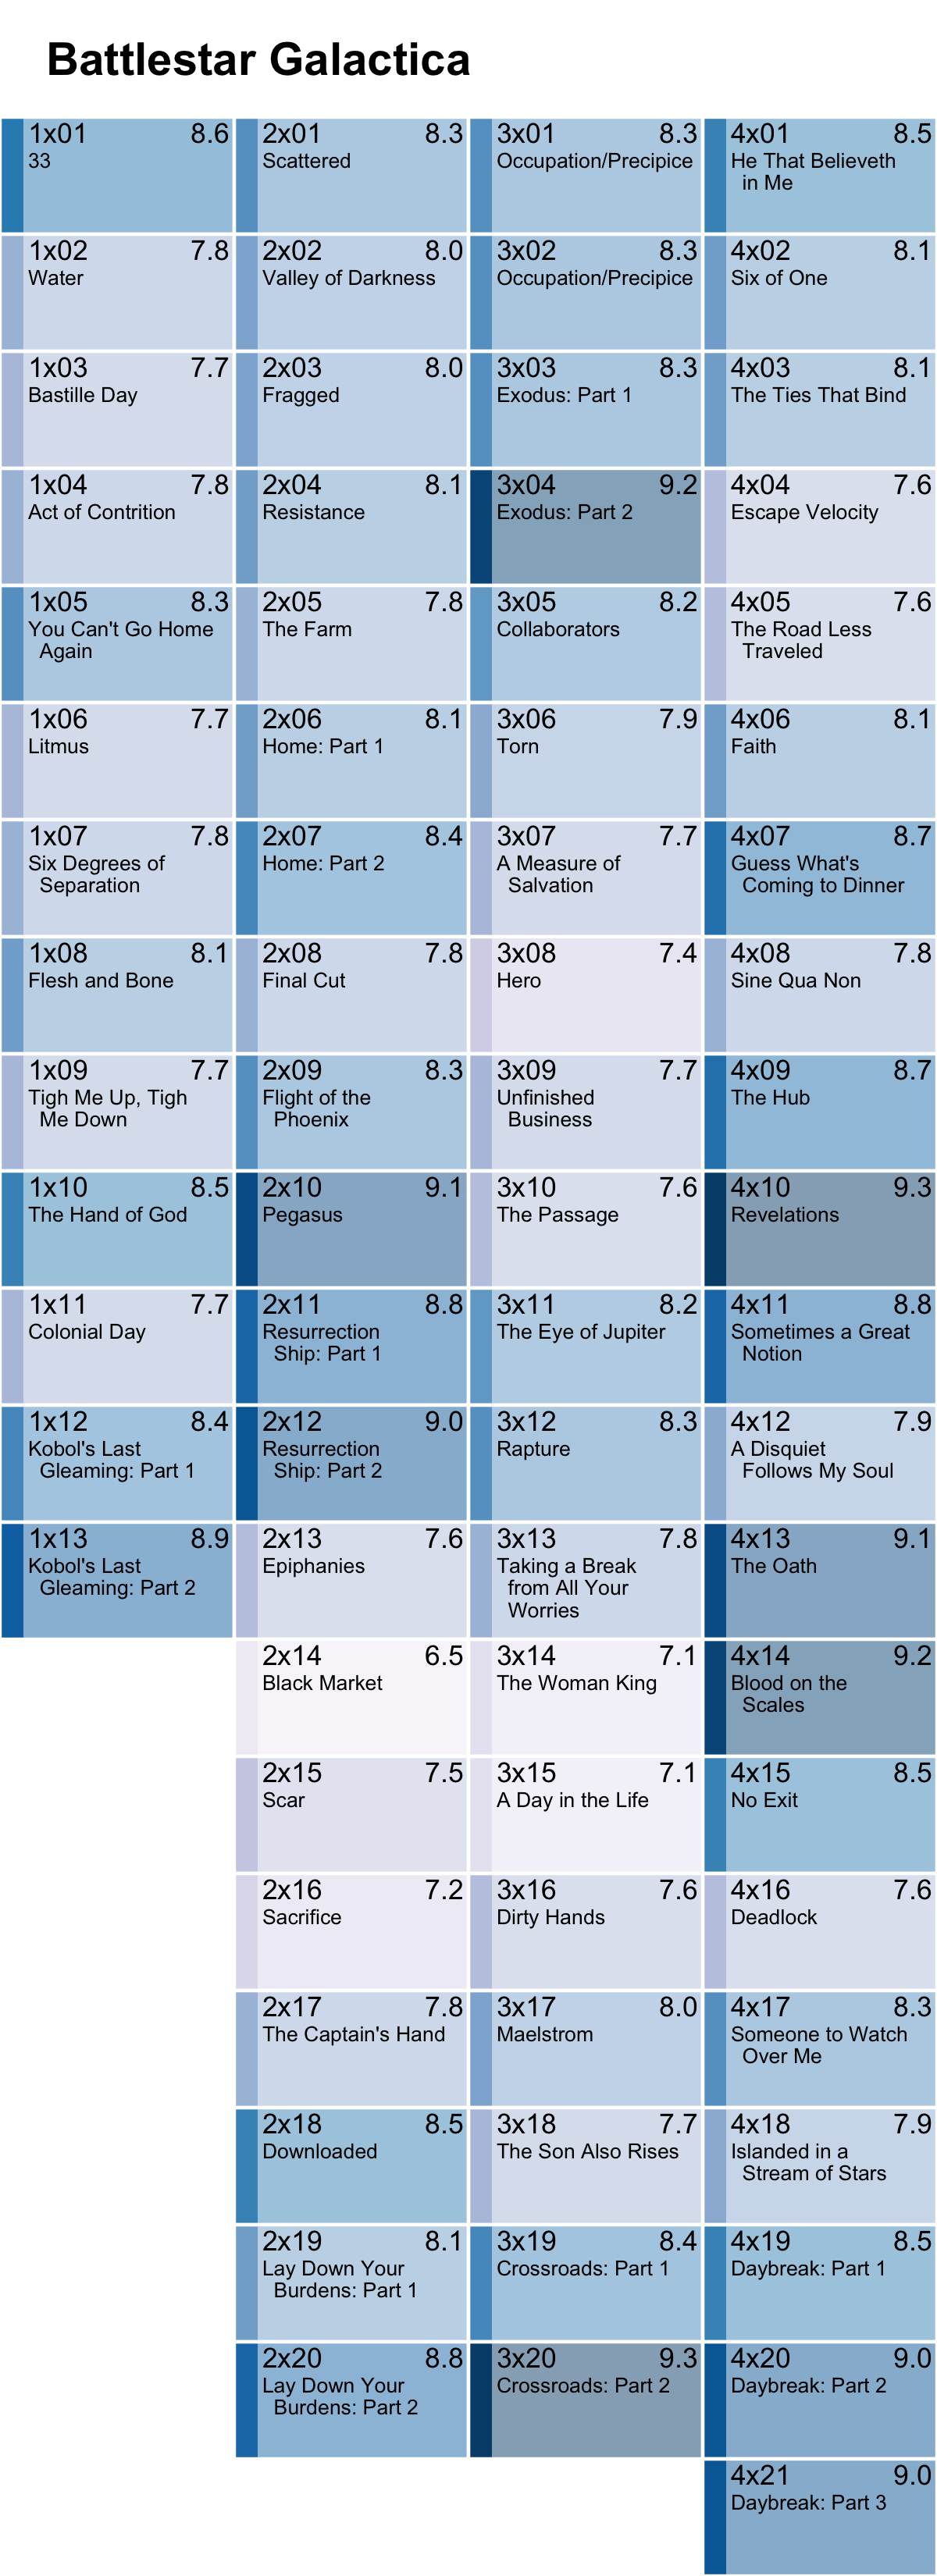 Battlestar Galactica
1x01 8.6
33
1x02 7.8
Water
1x03 7.7
Bastille Day
1x04 7.8
Act of Contrition
1x05 8.3
You Can't Go Home
Again
1x06 7.7
Litmus
1x07 7.8
Six Degrees of
Separation
1x08 8.1
Flesh and Bone
1x09 7.7
Tigh Me Up, Tigh
Me Down
1x10 8.5
The Hand of God
1x11 7.7
Colonial Day
1x12 8.4
Kobol's Last
Gleaming: Part 1
1x13 8.9
Kobol's Last
Gleaming: Part 2
2x01 8.3
Scattered
2x02 8.0
Valley of Darkness
2x03 8.0
Fragged
2x04 8.1
Resistance
2x05 7.8
The Farm
2x06 8.1
Home: Part 1
2x07 8.4
Home: Part 2
2x08 7.8
Final Cut
2x09 8.3
Flight of the
Phoenix
2x10 9.1
Pegasus
2x11 8.8
Resurrection
Ship: Part 1
2x12 9.0
Resurrection
Ship: Part 2
2x13 7.6
Epiphanies
2x14 6.5
Black Market
2x15 7.5
Scar
2x16 7.2
Sacrifice
2x17 7.8
The Captain's Hand
2x18 8.5
Downloaded
2x19 8.1
Lay Down Your
Burdens: Part 1
2x20 8.8
Lay Down Your
Burdens: Part 2
3x01 8.3
Occupation/Precipice
3x02 8.3
Occupation/Precipice
3x03 8.3
Exodus: Part 1
3x04 9.2
Exodus: Part 2
3x05 8.2
Collaborators
3x06 7.9
Torn
3x07 7.7
A Measure of
Salvation
3x08 7.4
Hero
3x09 7.7
Unfinished
Business
3x10 7.6
The Passage
3x11 8.2
The Eye of Jupiter
3x12 8.3
Rapture
3x13 7.8
Taking a Break
from All Your
Worries
3x14 7.1
The Woman King
3x15 7.1
A Day in the Life
3x16 7.6
Dirty Hands
3x17 8.0
Maelstrom
3x18 7.7
The Son Also Rises
3x19 8.4
Crossroads: Part 1
3x20 9.3
Crossroads: Part 2
4x01 8.5
He That Believeth
in Me
4x02 8.1
Six of One
4x03 8.1
The Ties That Bind
4x04 7.6
Escape Velocity
4x05 7.6
The Road Less
Traveled
4x06 8.1
Faith
4x07 8.7
Guess What's
Coming to Dinner
4x08 7.8
Sine Qua Non
4x09 8.7
The Hub
4x10 9.3
Revelations
4x11 8.8
Sometimes a Great
Notion
4x12 7.9
A Disquiet
Follows My Soul
4x13 9.1
The Oath
4x14 9.2
Blood on the
Scales
4x15 8.5
No Exit
4x16 7.6
Deadlock
4x17 8.3
Someone to Watch
Over Me
4x18 7.9
Islanded in a
Stream of Stars
4x19 8.5
Daybreak: Part 1
4x20 9.0
Daybreak: Part 2
4x21 9.0
Daybreak: Part 3